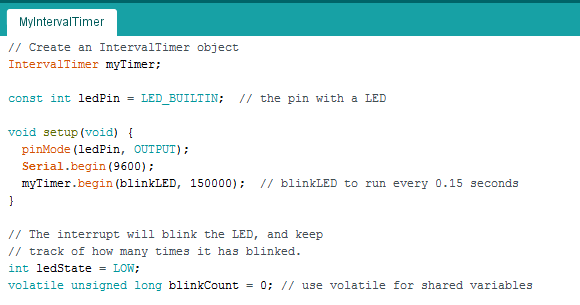 MyIntervalTimer
// Create an IntervalTimer object
IntervalTimer myTimer;
const int ledPin = LED_BUILTIN;  // the pin with a LED
void setup(void) {
  pinMode(ledPin, OUTPUT);
  Serial.begin(9600);
  myTimer.begin(blinkLED, 150000);  // blinkLED to run every 0.15 seconds
}
// The interrupt will blink the LED, and keep
// track of how many times it has blinked.
int ledState = LOW;
volatile unsigned long blinkCount = 0; // use volatile for shared variables